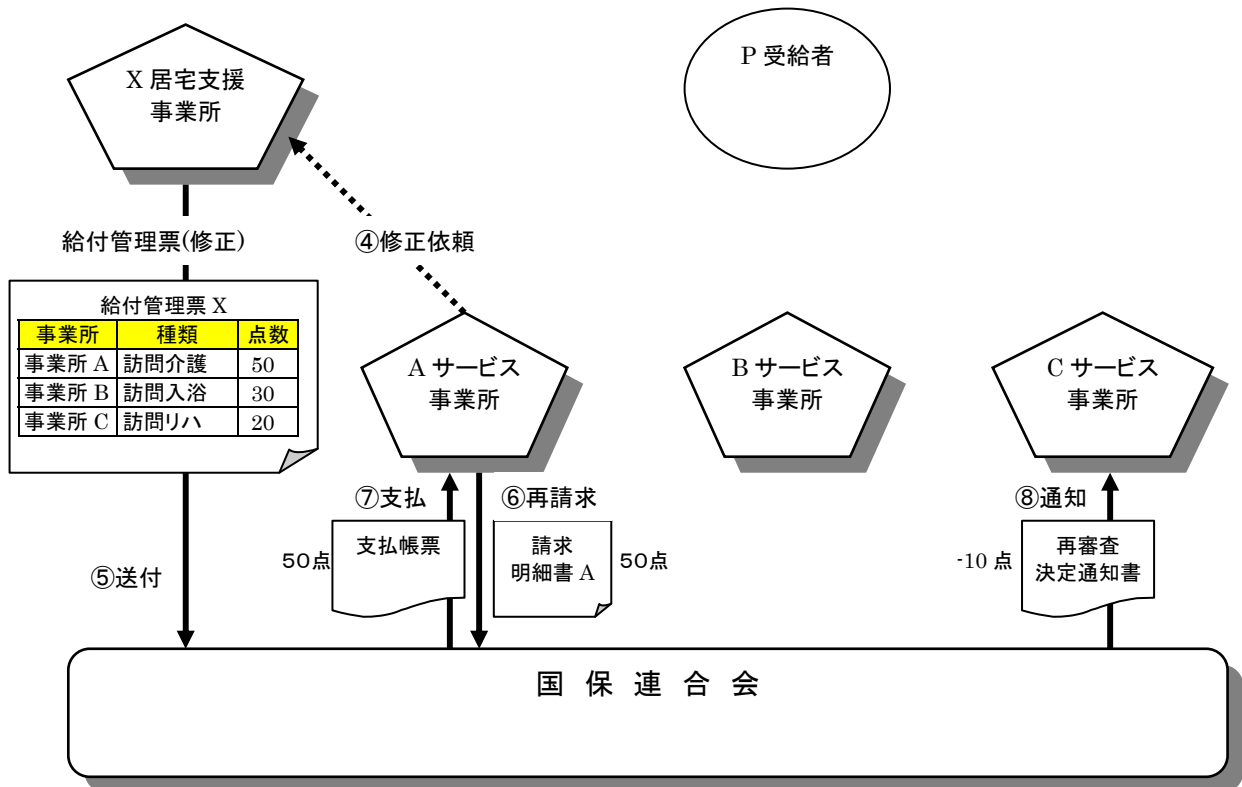 X 居宅支援
事業所
P 受給者
給付管理票(修正)
④修正依頼
給付管理票 X
事業所 種類 点数
事業所 A 訪問介護 50
事業所 B 訪問入浴 30
事業所 C 訪問リハ 20
A サービス
事業所
B サービス
事業所
C サービス
事業所
⑤送付
⑦支払
50点
支払帳票
⑥再請求
請求
明細書 A
50点
⑧通知
-10 点
再審査
決定通知書
国 保 連 合 会